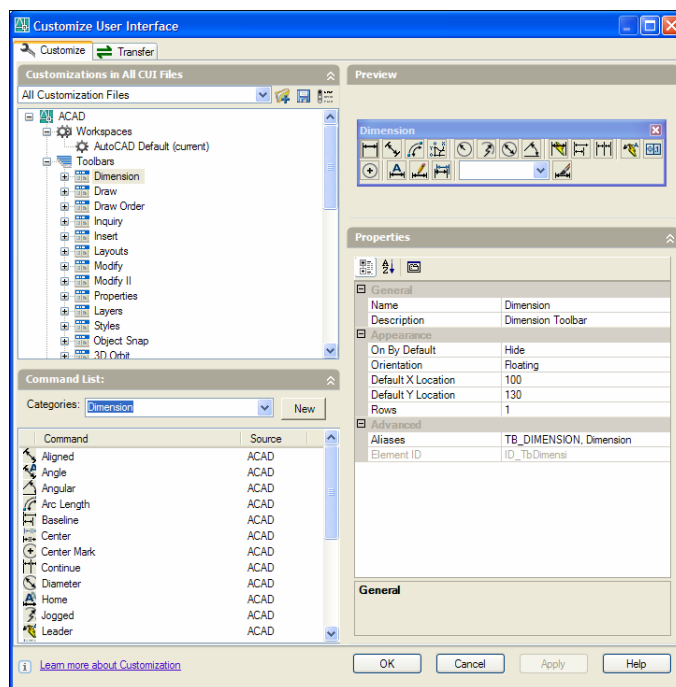 Customize User Interface
Customize
Transfer
Customizations in All CUI Files
All Customization Files
ACAD
Workspaces
AutoCAD Default (current)
Toolbars
Dimension
Draw
Draw Order
Inquiry
Insert
Layouts
Modify
Modify II
Properties
Layers
Styles
Object Snap
3D Orbit
Command List:
Categories: Dimension
New
Command Source
Aligned ACAD
Angle ACAD
Angular ACAD
Arc Length ACAD
Baseline ACAD
Center ACAD
Center Mark ACAD
Continue ACAD
Diameter ACAD
Home ACAD
Jogged ACAD
Leader ACAD
Preview
Dimension
Properties
General
Name Dimension
Description Dimension Toolbar
Appearance
On By Default Hide
Orientation Floating
Default X Location 100
Default Y Location 130
Rows 1
Advanced
Aliases TB_DIMENSION, Dimension
Element ID ID_TbDimensi
General
Learn more about Customization
OK
Cancel
Apply
Help